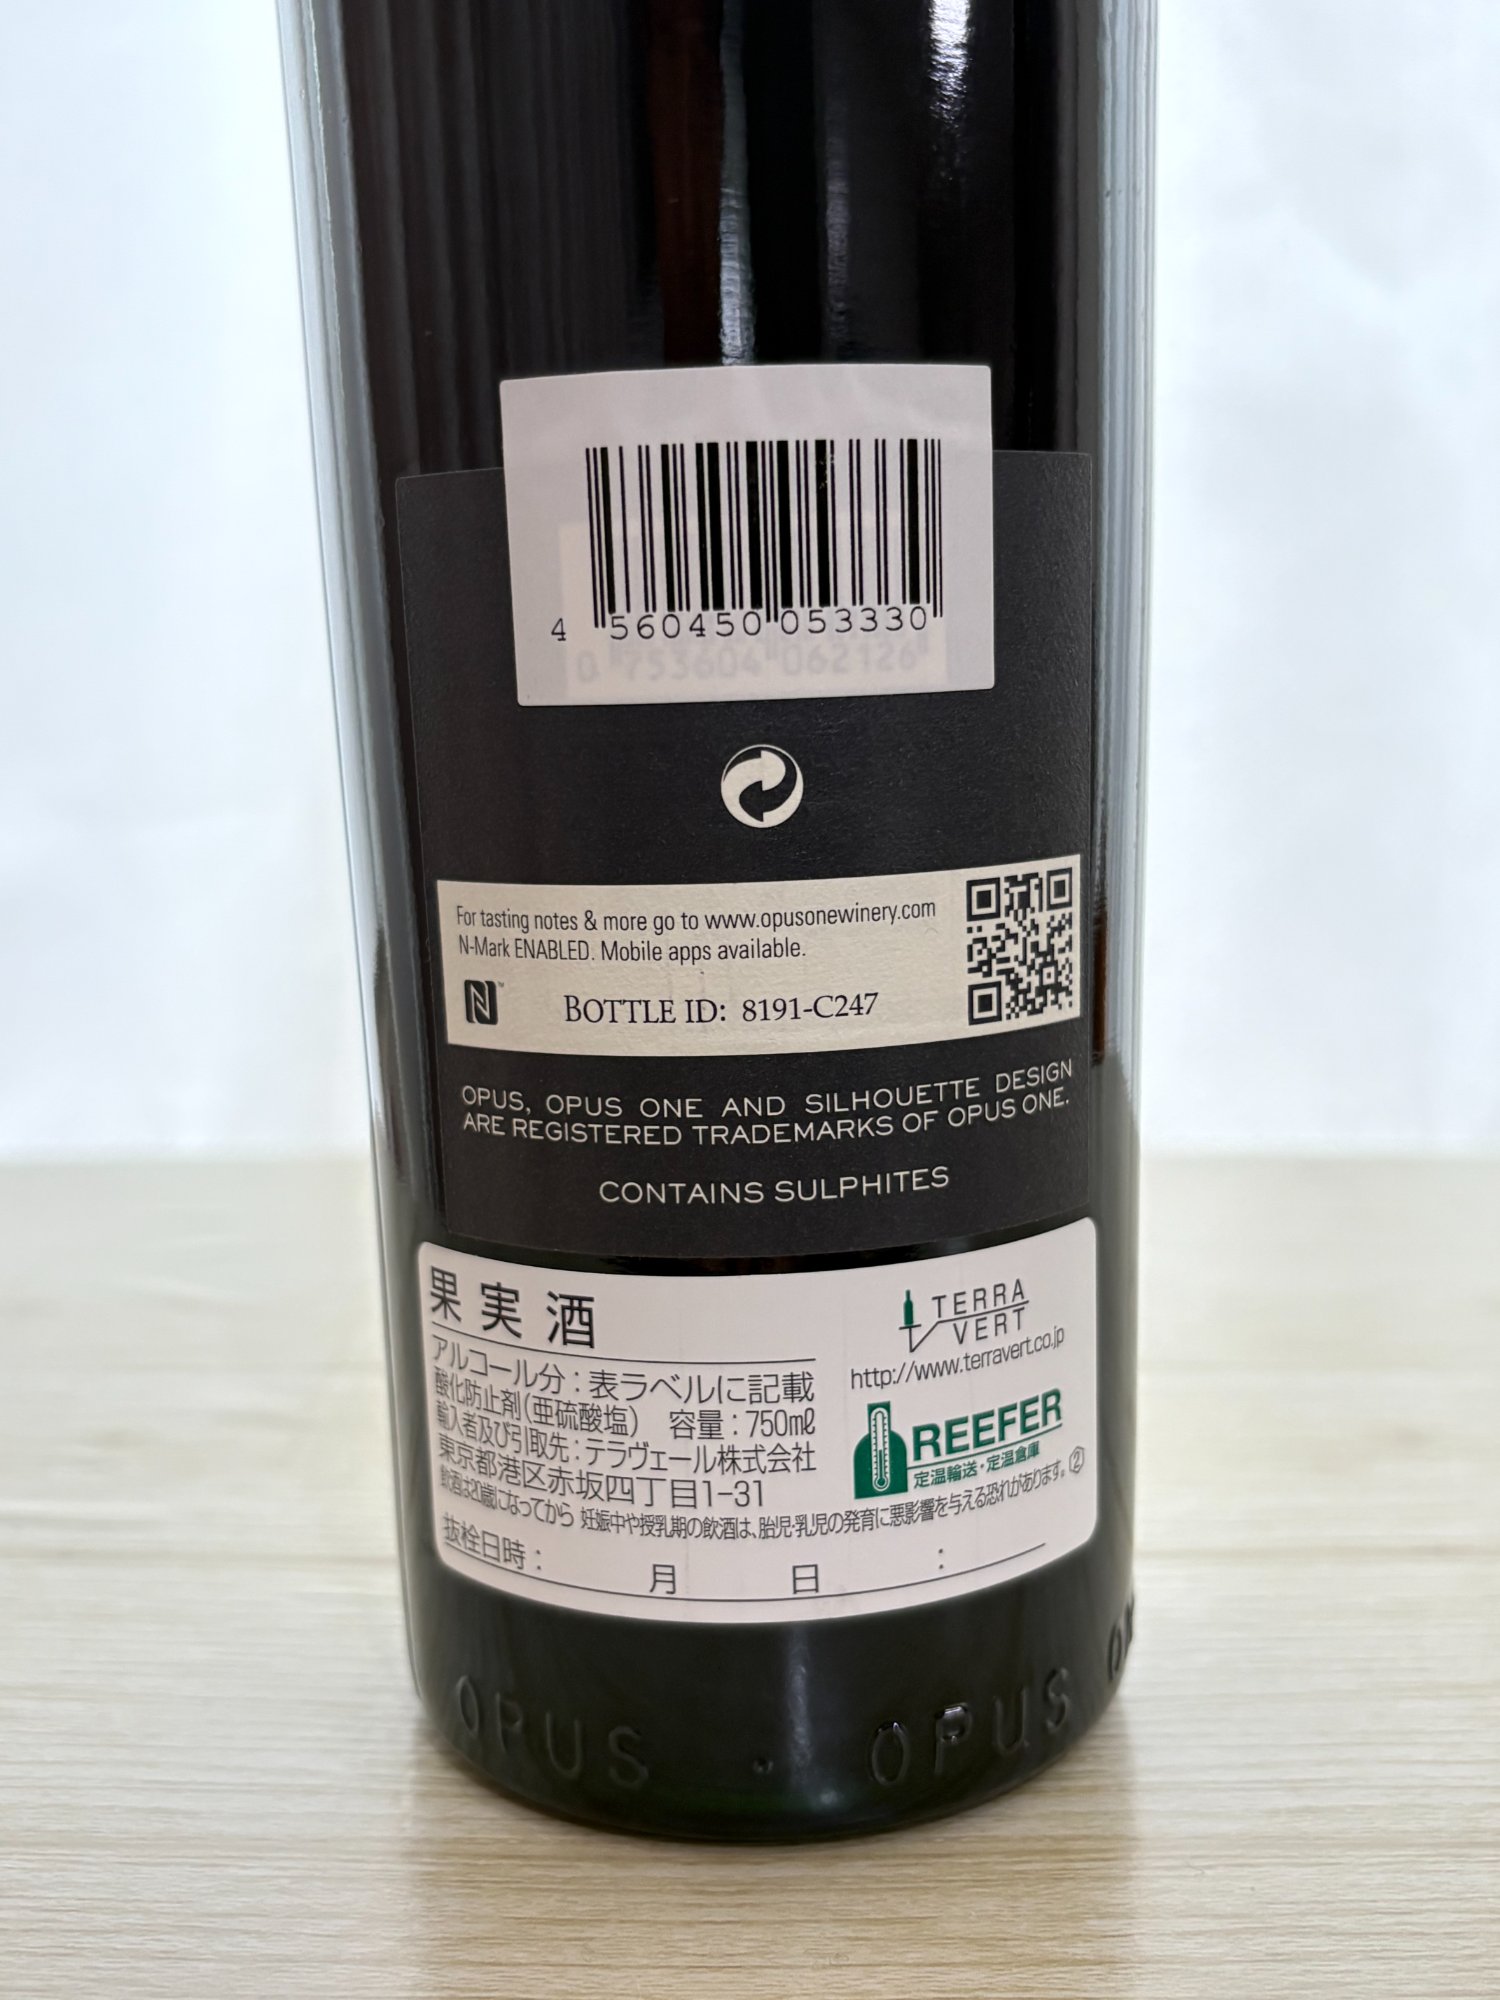 4 560450 053330
0 753604 062126
For tasting notes & more go to www.opusonewinery.com
N-Mark ENABLED. Mobile apps available.
N™
BOTTLE ID: 8191-C247
OPUS, OPUS ONE AND SILHOUETTE DESIGN
ARE REGISTERED TRADEMARKS OF OPUS ONE.
CONTAINS SULPHITES
果実酒
アルコール分：表ラベルに記載
酸化防止剤（亜硫酸塩） 容量：750㎖
輸入者及び引取先：テラヴェール株式会社
東京都港区赤坂四丁目1-31
TERRA
VERT
http://www.terravert.co.jp
REEFER
定温輸送・定温倉庫
飲酒は20歳になってから 妊娠中や授乳期の飲酒は、胎児・乳児の発育に悪影響を与える恐れがあります。②
抜栓日時： 月 日 ：
OPUS · OPUS